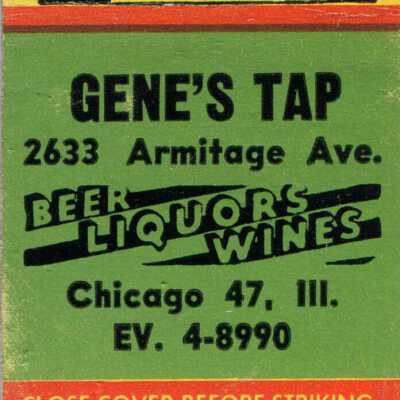 GENE'S TAP
2633 Armitage Ave.
BEER
LIQUORS
WINES
Chicago 47, Ill.
EV. 4-8990
CLOSE COVER BEFORE STRIKING